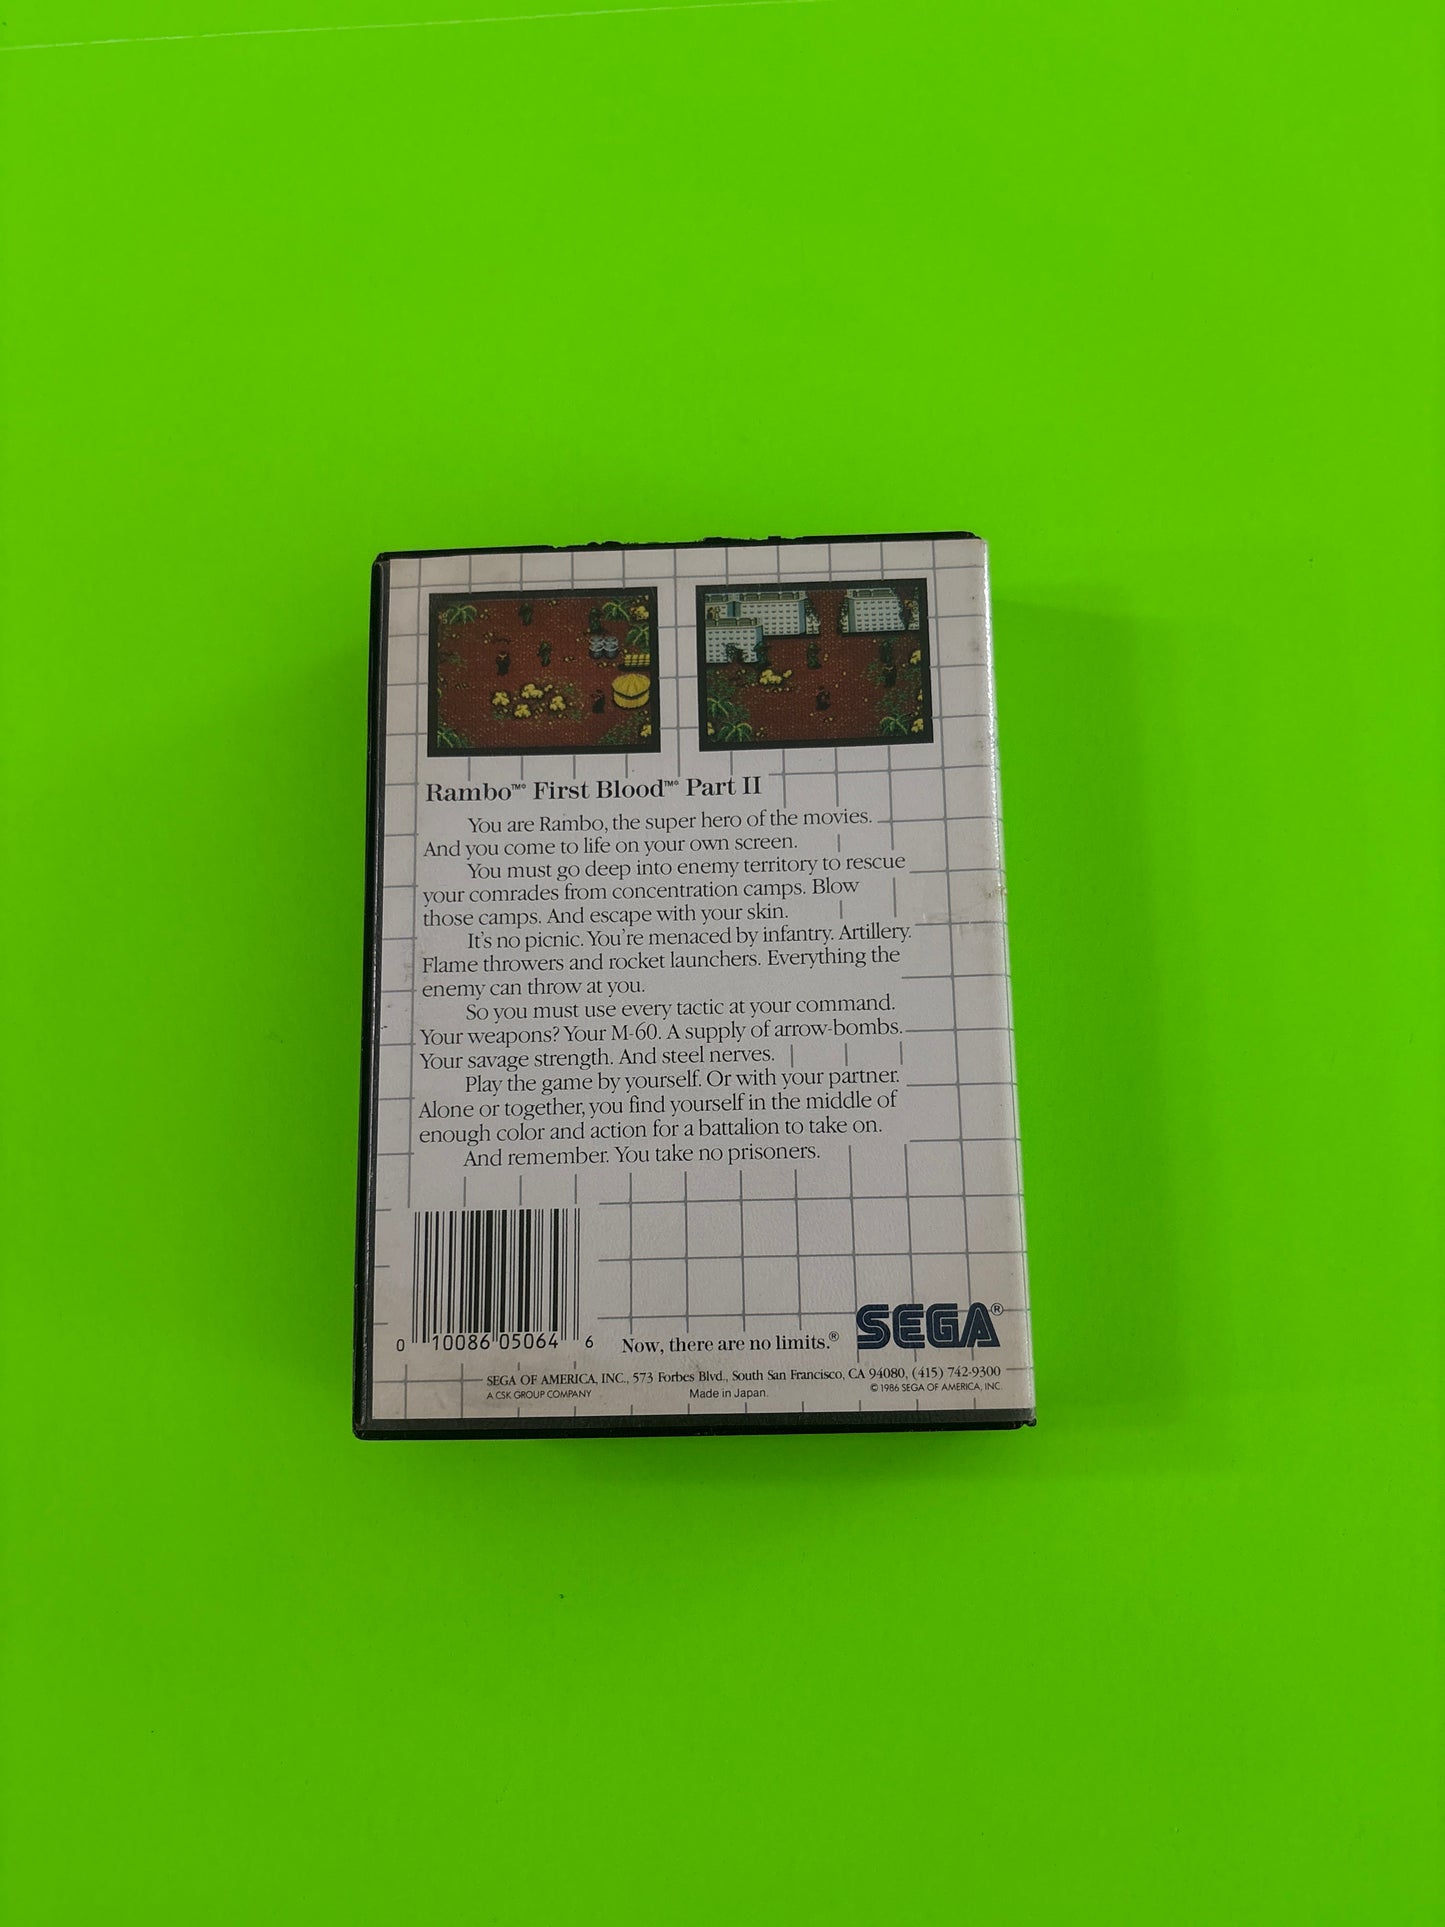 Rambo™® First Blood™® Part II
You are Rambo, the super hero of the movies.
And you come to life on your own screen.
You must go deep into enemy territory to rescue
your comrades from concentration camps. Blow
those camps. And escape with your skin.
It's no picnic. You're menaced by infantry. Artillery.
Flame throwers and rocket launchers. Everything the
enemy can throw at you.
So you must use every tactic at your command.
Your weapons? Your M-60. A supply of arrow-bombs.
Your savage strength. And steel nerves.
Play the game by yourself. Or with your partner.
Alone or together, you find yourself in the middle of
enough color and action for a battalion to take on.
And remember. You take no prisoners.
0 10086 05064 6
Now, there are no limits.® SEGA®
SEGA OF AMERICA, INC., 573 Forbes Blvd., South San Francisco, CA 94080, (415) 742-9300
A CSK GROUP COMPANY Made in Japan. © 1986 SEGA OF AMERICA, INC.